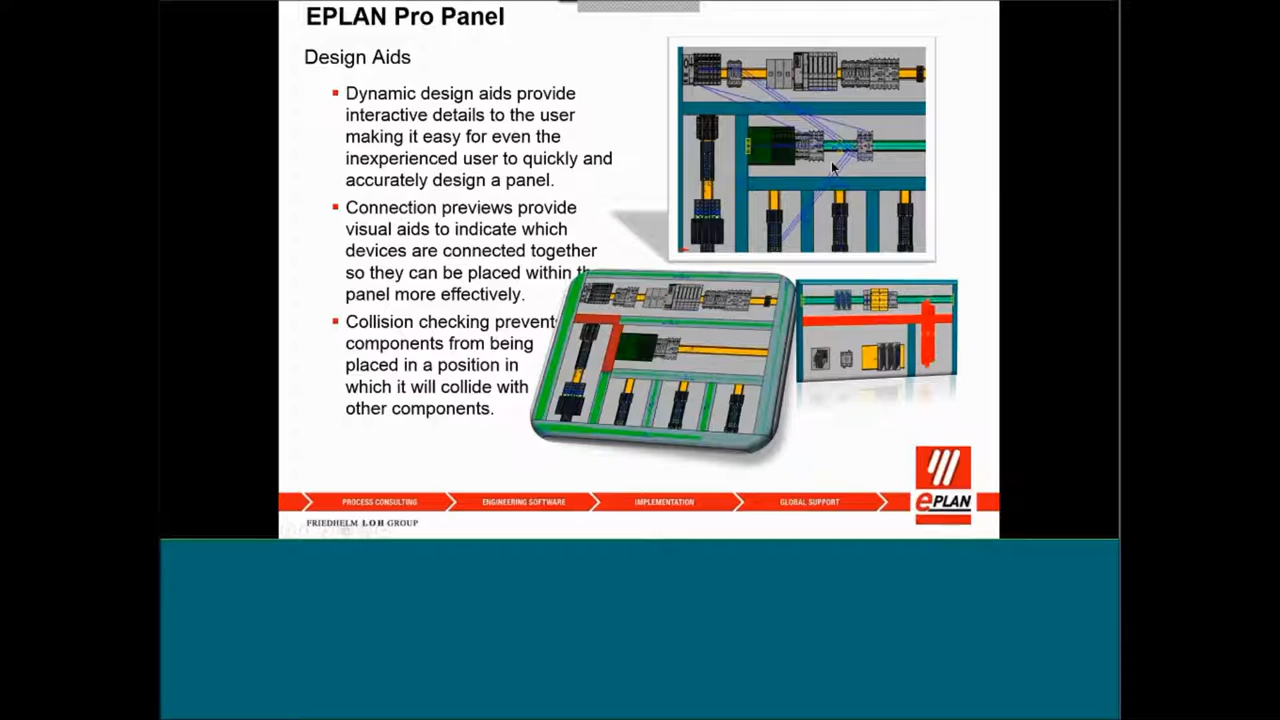 EPLAN Pro Panel
Design Aids
Dynamic design aids provide
interactive details to the user
making it easy for even the
inexperienced user to quickly and
accurately design a panel.
Connection previews provide
visual aids to indicate which
devices are connected together
so they can be placed within
panel more effectively.
Collision checking prevent
components from being
placed in a position in
which it will collide with
other components.
PROCESS CONSULTING
ENGINEERING SOFTWARE
IMPLEMENTATION
GLOBAL SUPPORT
ePLAN
FRIEDHELM LOH GROUP